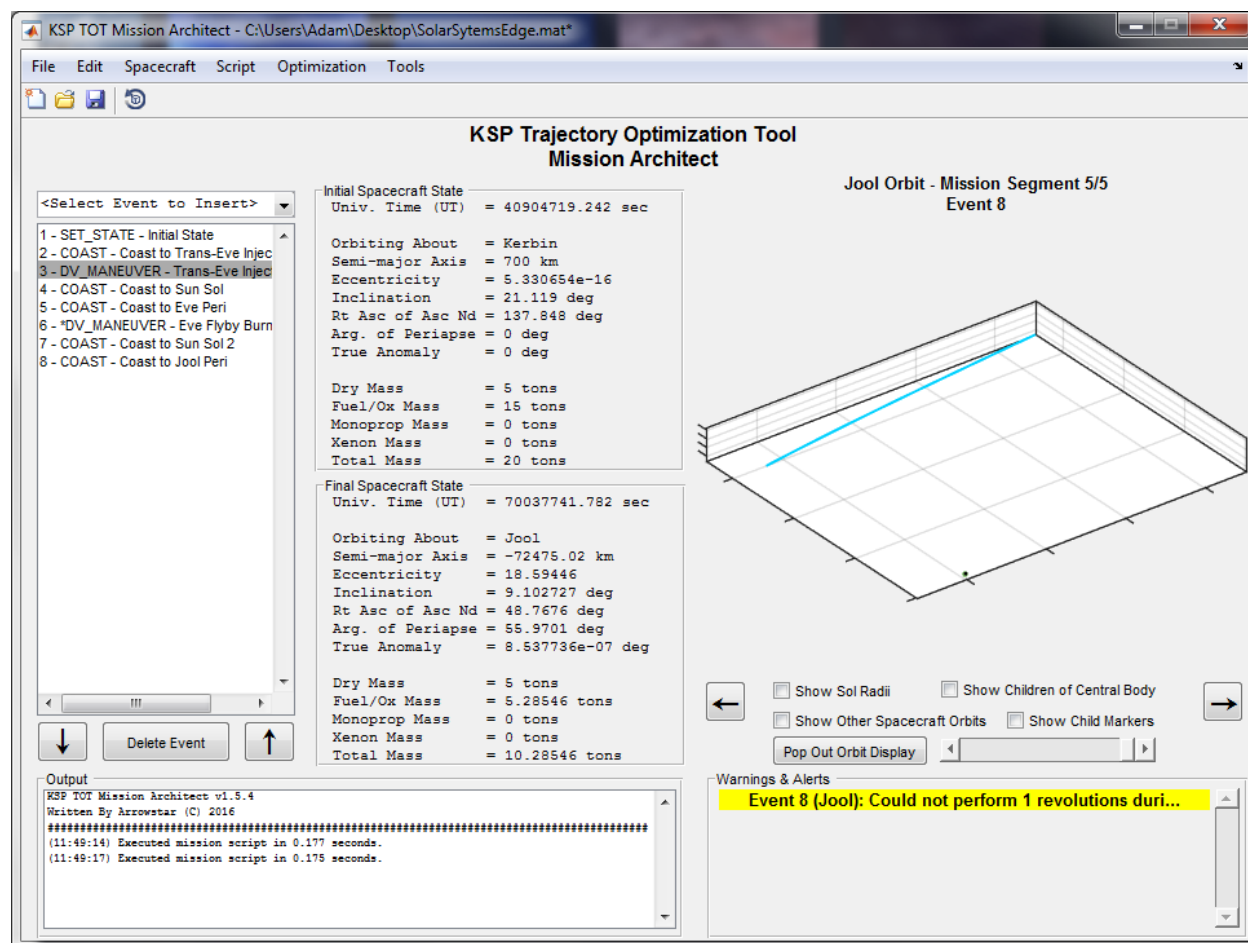 KSP TOT Mission Architect - C:\Users\Adam\Desktop\SolarSytemsEdge.mat*
File Edit Spacecraft Script Optimization Tools
KSP Trajectory Optimization Tool
Mission Architect
<Select Event to Insert>
1 - SET_STATE - Initial State
2 - COAST - Coast to Trans-Eve Injec
3 - DV_MANEUVER - Trans-Eve Inject
4 - COAST - Coast to Sun Sol
5 - COAST - Coast to Eve Peri
6 - *DV_MANEUVER - Eve Flyby Burn
7 - COAST - Coast to Sun Sol 2
8 - COAST - Coast to Jool Peri
Delete Event
Initial Spacecraft State
Univ. Time (UT) = 40904719.242 sec
Orbiting About = Kerbin
Semi-major Axis = 700 km
Eccentricity = 5.330654e-16
Inclination = 21.119 deg
Rt Asc of Asc Nd = 137.848 deg
Arg. of Periapse = 0 deg
True Anomaly = 0 deg
Dry Mass = 5 tons
Fuel/Ox Mass = 15 tons
Monoprop Mass = 0 tons
Xenon Mass = 0 tons
Total Mass = 20 tons
Final Spacecraft State
Univ. Time (UT) = 70037741.782 sec
Orbiting About = Jool
Semi-major Axis = -72475.02 km
Eccentricity = 18.59446
Inclination = 9.102727 deg
Rt Asc of Asc Nd = 48.7676 deg
Arg. of Periapse = 55.9701 deg
True Anomaly = 8.537736e-07 deg
Dry Mass = 5 tons
Fuel/Ox Mass = 5.28546 tons
Monoprop Mass = 0 tons
Xenon Mass = 0 tons
Total Mass = 10.28546 tons
Jool Orbit - Mission Segment 5/5
Event 8
Show Sol Radii
Show Children of Central Body
Show Other Spacecraft Orbits
Show Child Markers
Pop Out Orbit Display
Output
KSP TOT Mission Architect v1.5.4
Written By Arrowstar (C) 2016
############################################################################################
(11:49:14) Executed mission script in 0.177 seconds.
(11:49:17) Executed mission script in 0.175 seconds.
Warnings & Alerts
Event 8 (Jool): Could not perform 1 revolutions duri...